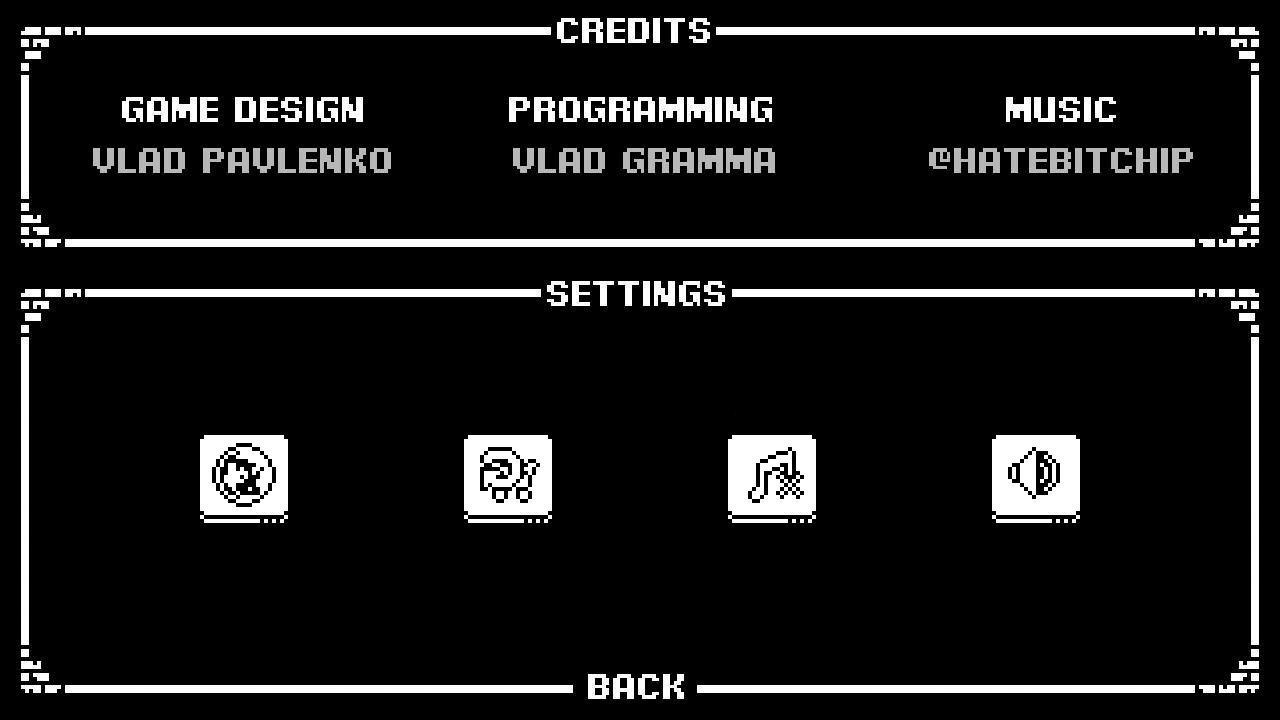 CREDITS
GAME DESIGN PROGRAMMING MUSIC
VLAD PAVLENKO VLAD GRAMMA @HATEBITCHIP
SETTINGS
BACK